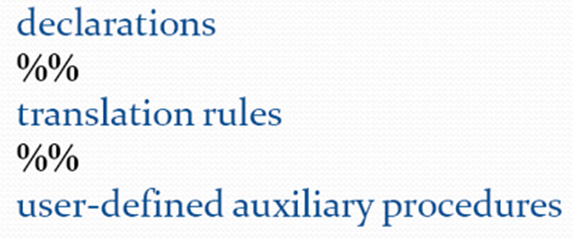 declarations
%%
translation rules
%%
user-defined auxiliary procedures